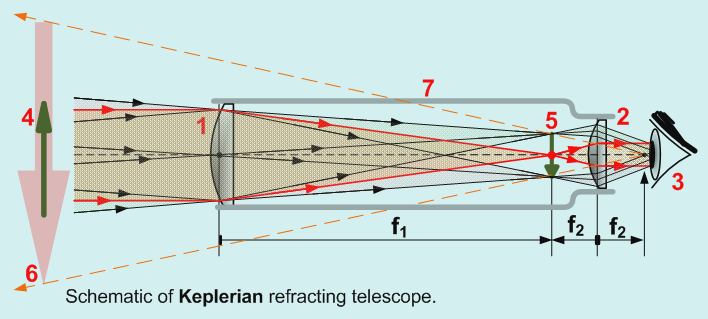 7
4
1
5
2
3
f1
f2
f2
6
Schematic of Keplerian refracting telescope.